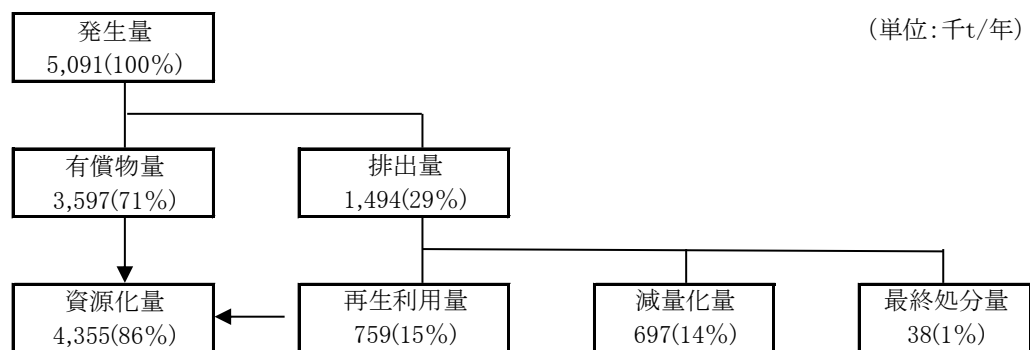 発生量
5,091(100%)
(単位:千t/年)
有償物量
3,597(71%)
排出量
1,494(29%)
資源化量
4,355(86%)
再生利用量
759(15%)
減量化量
697(14%)
最終処分量
38(1%)